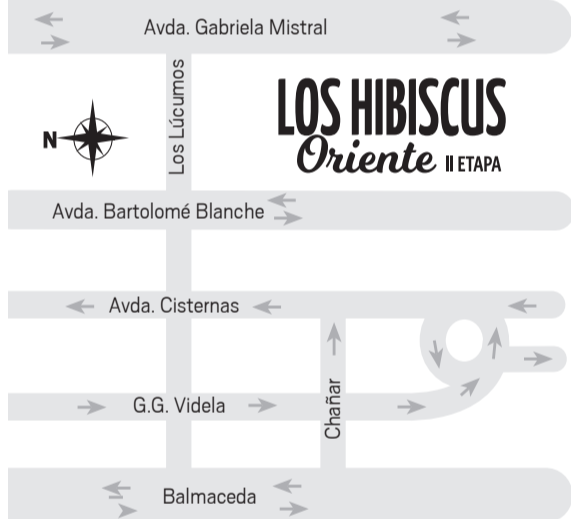 Avda. Gabriela Mistral
Los Lúcumos
LOS HIBISCUS
Oriente II ETAPA
N
Avda. Bartolomé Blanche
Avda. Cisternas
Chañar
G.G. Videla
Balmaceda